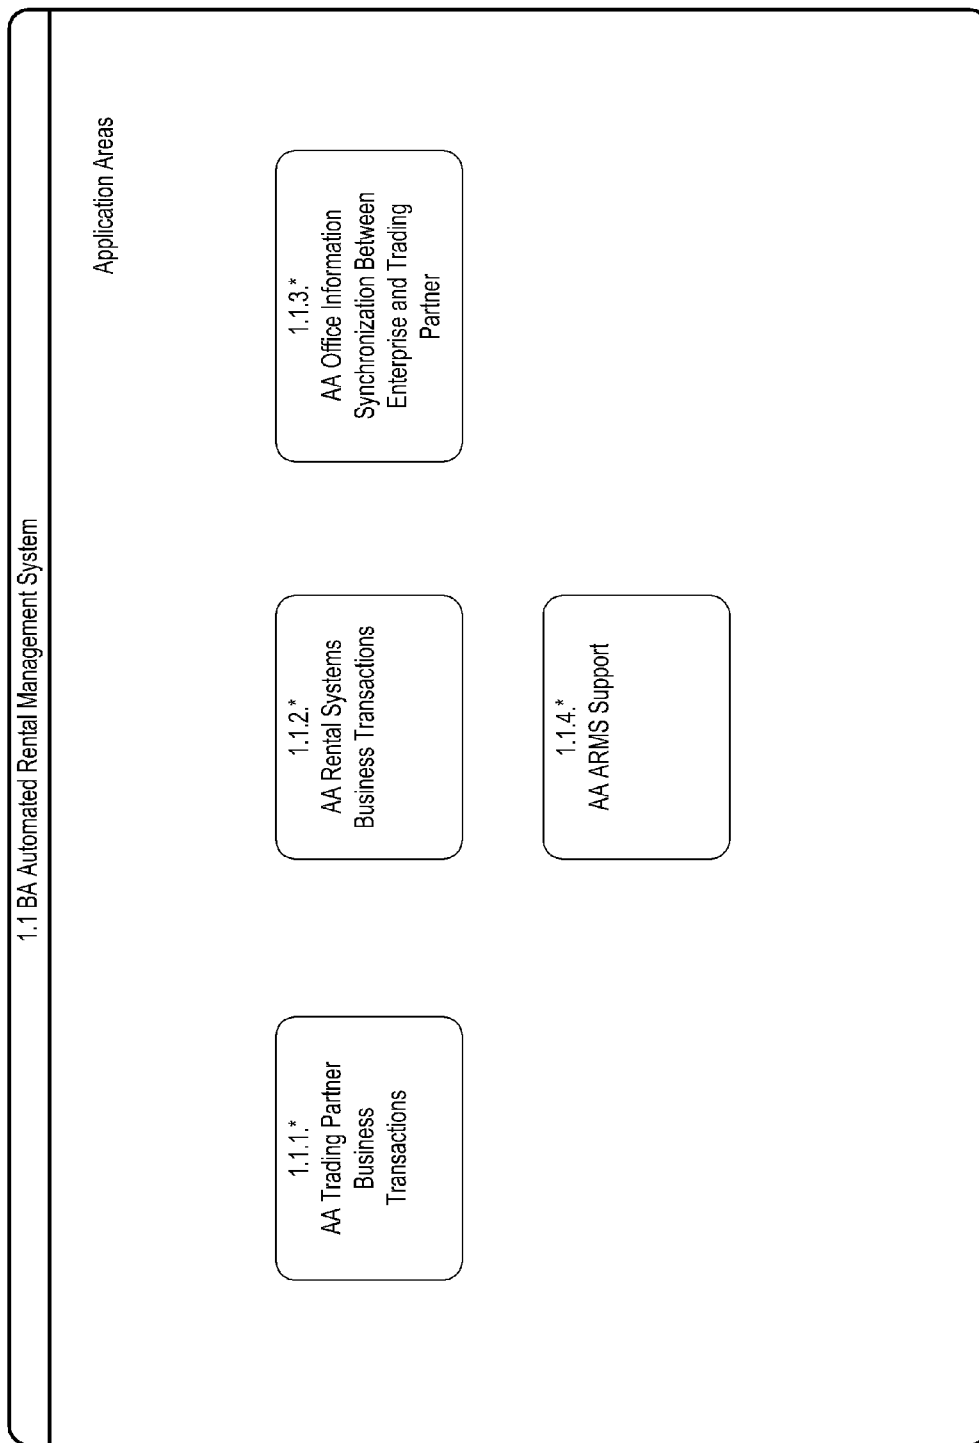 1.1 BA Automated Rental Management System
Application Areas
1.1.1.*
AA Trading Partner
Business
Transactions
1.1.2.*
AA Rental Systems
Business Transactions
1.1.3.*
AA Office Information
Synchronization Between
Enterprise and Trading
Partner
1.1.4.*
AA ARMS Support